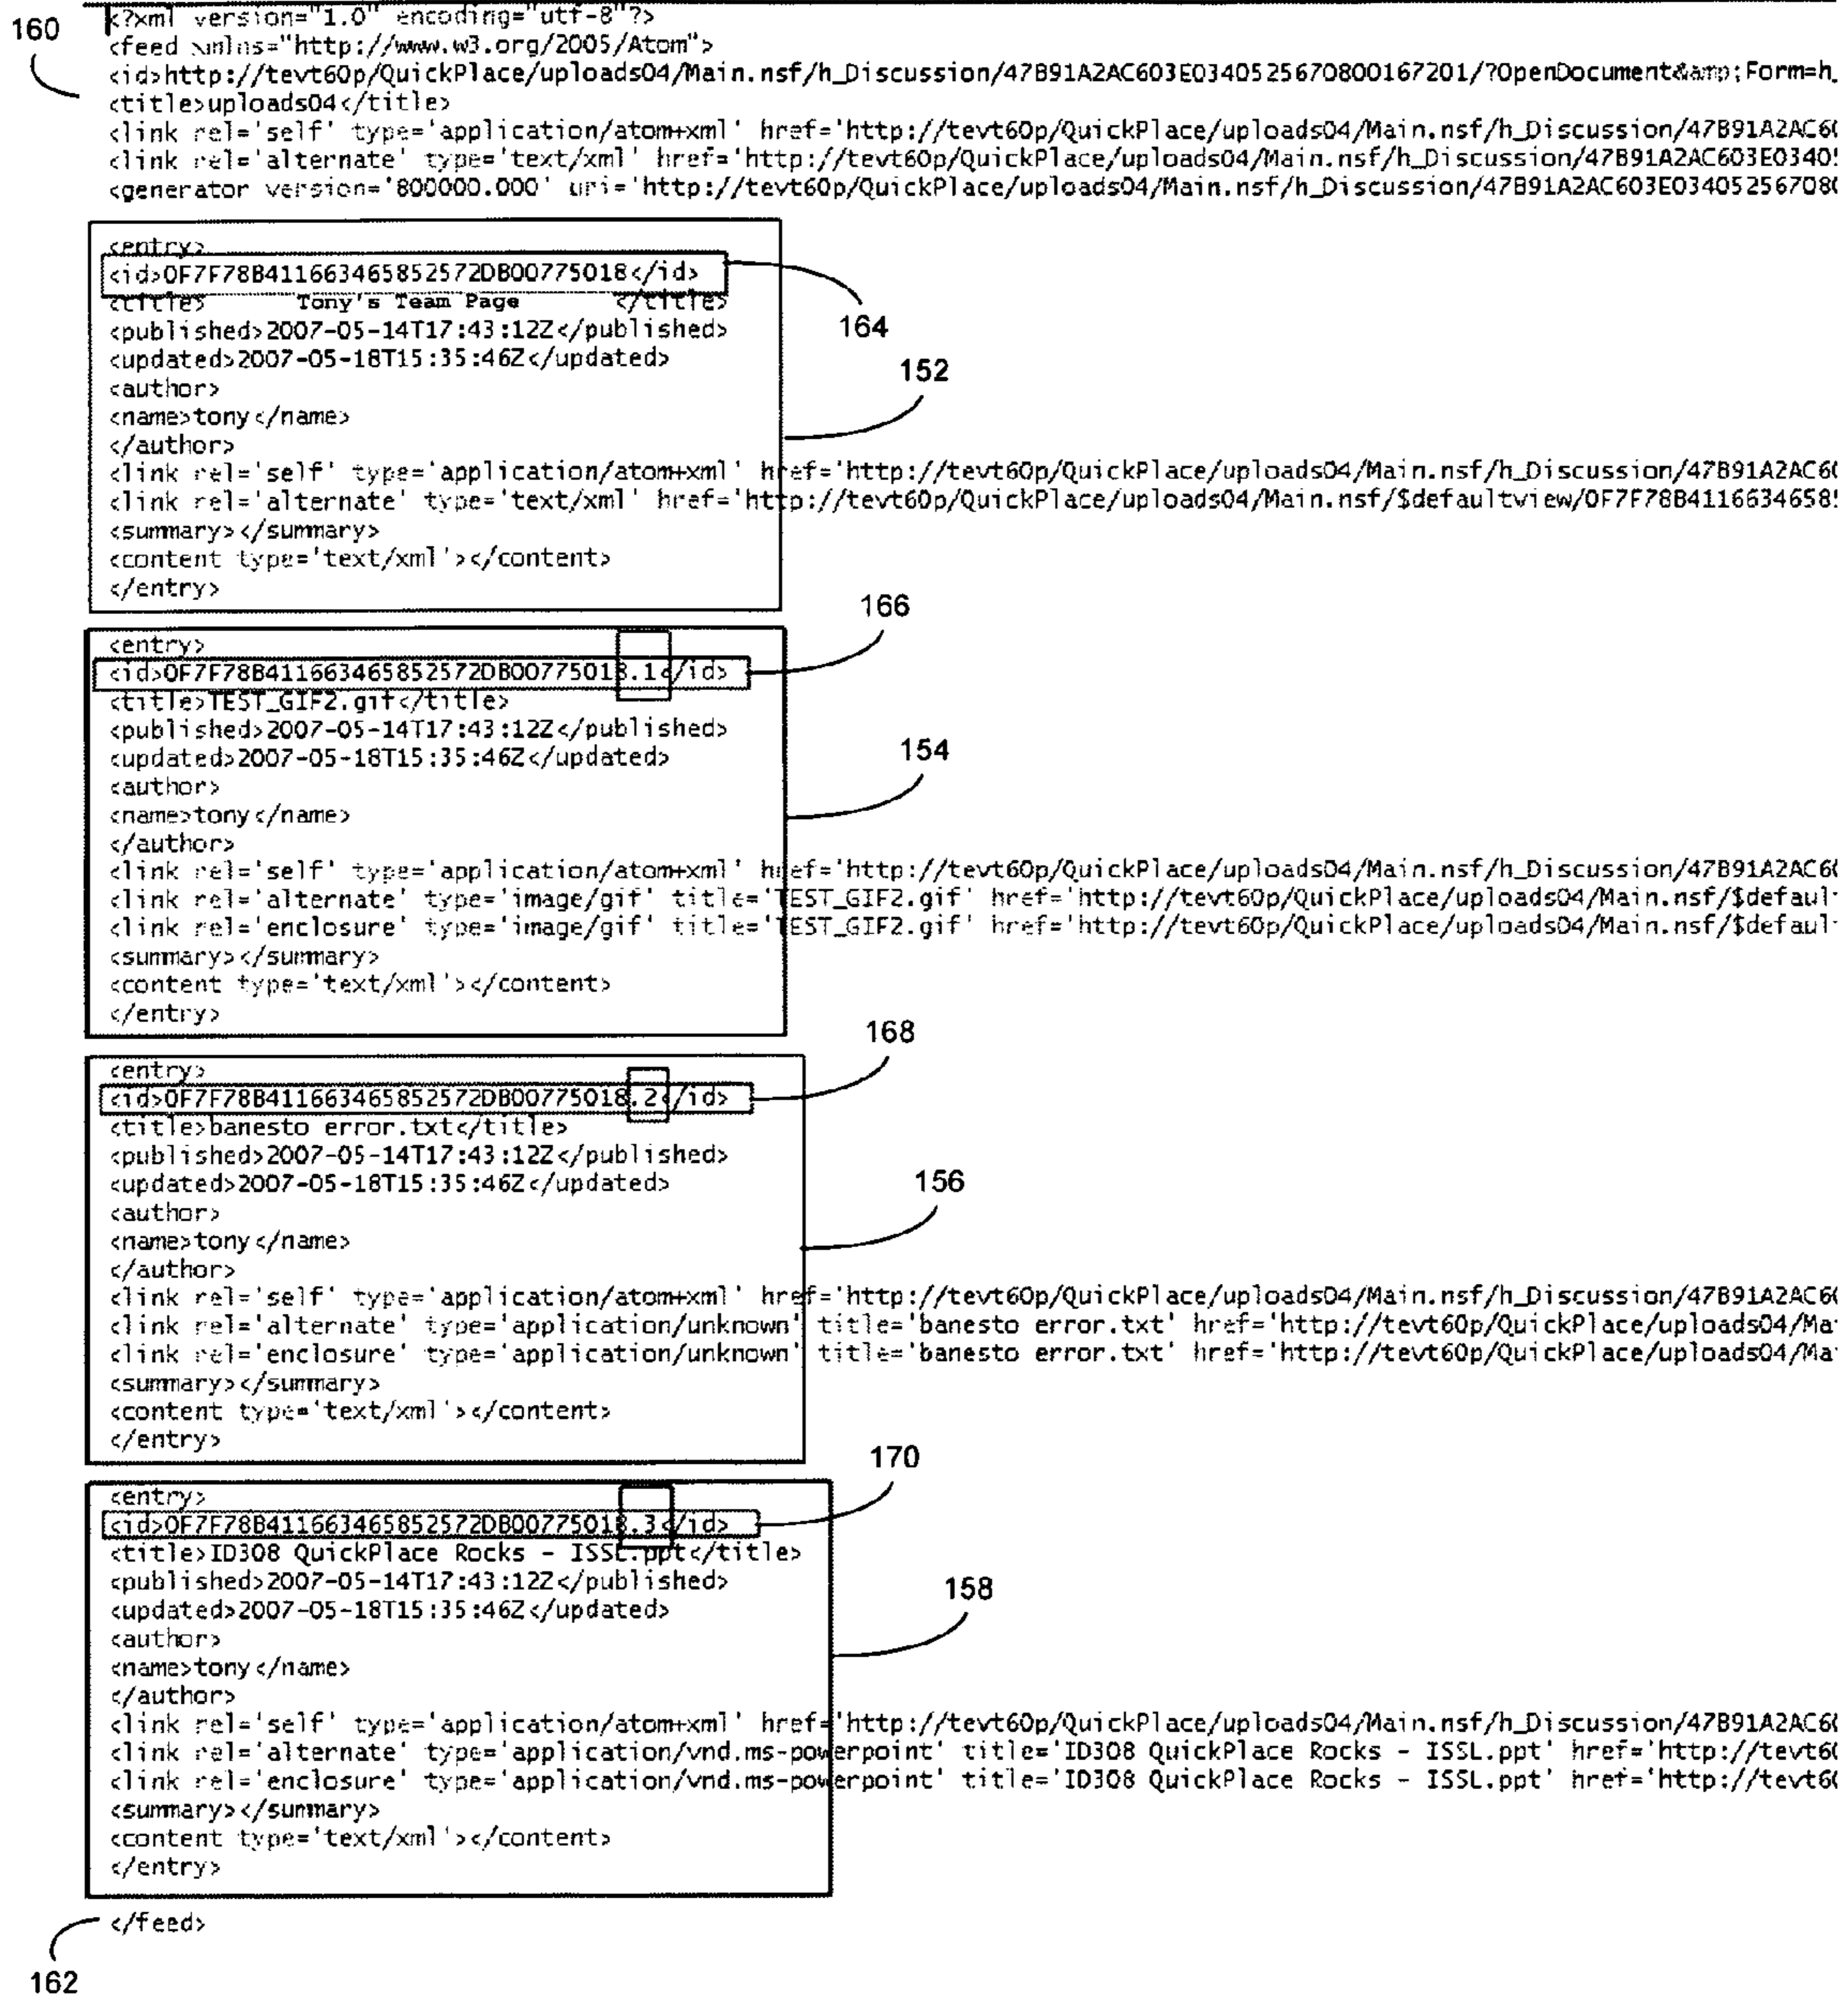 <?xml version="1.0" encoding="utf-8"?>
160
<feed xmlns="http://www.w3.org/2005/Atom">
<id>http://tevt60p/QuickPlace/uploads04/Main.nsf/h_Discussion/47B91A2AC603E0340525670800167201/?OpenDocument&amp;Form=h_
<title>uploads04</title>
<link rel='self' type='application/atom+xml' href='http://tevt60p/QuickPlace/uploads04/Main.nsf/h_Discussion/47B91A2AC60
<link rel='alternate' type='text/xml' href='http://tevt60p/QuickPlace/uploads04/Main.nsf/h_Discussion/47B91A2AC603E0340
<generator version='800000.000' uri='http://tevt60p/QuickPlace/uploads04/Main.nsf/h_Discussion/47B91A2AC603E034052567080
<entry>
<id>0F7F78B411663465852572DB00775018</id>
<title> Tony's Team Page </title>
164
<published>2007-05-14T17:43:12Z</published>
<updated>2007-05-18T15:35:46Z</updated>
152
<author>
<name>tony</name>
</author>
<link rel='self' type='application/atom+xml' href='http://tevt60p/QuickPlace/uploads04/Main.nsf/h_Discussion/47B91A2AC60
<link rel='alternate' type='text/xml' href='http://tevt60p/QuickPlace/uploads04/Main.nsf/$defaultview/0F7F78B41166346585
<summary></summary>
<content type='text/xml'></content>
</entry>
166
<entry>
<id>0F7F78B411663465852572DB00775018.1</id>
<title>TEST_GIF2.gif</title>
<published>2007-05-14T17:43:12Z</published>
<updated>2007-05-18T15:35:46Z</updated>
154
<author>
<name>tony</name>
</author>
<link rel='self' type='application/atom+xml' href='http://tevt60p/QuickPlace/uploads04/Main.nsf/h_Discussion/47B91A2AC60
<link rel='alternate' type='image/gif' title='TEST_GIF2.gif' href='http://tevt60p/QuickPlace/uploads04/Main.nsf/$defaul
<link rel='enclosure' type='image/gif' title='TEST_GIF2.gif' href='http://tevt60p/QuickPlace/uploads04/Main.nsf/$defaul
<summary></summary>
<content type='text/xml'></content>
</entry>
168
<entry>
<id>0F7F78B411663465852572DB00775018.2</id>
<title>banesto error.txt</title>
<published>2007-05-14T17:43:12Z</published>
<updated>2007-05-18T15:35:46Z</updated>
156
<author>
<name>tony</name>
</author>
<link rel='self' type='application/atom+xml' href='http://tevt60p/QuickPlace/uploads04/Main.nsf/h_Discussion/47B91A2AC60
<link rel='alternate' type='application/unknown' title='banesto error.txt' href='http://tevt60p/QuickPlace/uploads04/Ma
<link rel='enclosure' type='application/unknown' title='banesto error.txt' href='http://tevt60p/QuickPlace/uploads04/Ma
<summary></summary>
<content type='text/xml'></content>
</entry>
170
<entry>
<id>0F7F78B411663465852572DB00775018.3</id>
<title>ID308 QuickPlace Rocks - ISSL.ppt</title>
<published>2007-05-14T17:43:12Z</published>
158
<updated>2007-05-18T15:35:46Z</updated>
<author>
<name>tony</name>
</author>
<link rel='self' type='application/atom+xml' href='http://tevt60p/QuickPlace/uploads04/Main.nsf/h_Discussion/47B91A2AC60
<link rel='alternate' type='application/vnd.ms-powerpoint' title='ID308 QuickPlace Rocks - ISSL.ppt' href='http://tevt60
<link rel='enclosure' type='application/vnd.ms-powerpoint' title='ID308 QuickPlace Rocks - ISSL.ppt' href='http://tevt60
<summary></summary>
<content type='text/xml'></content>
</entry>
</feed>
162